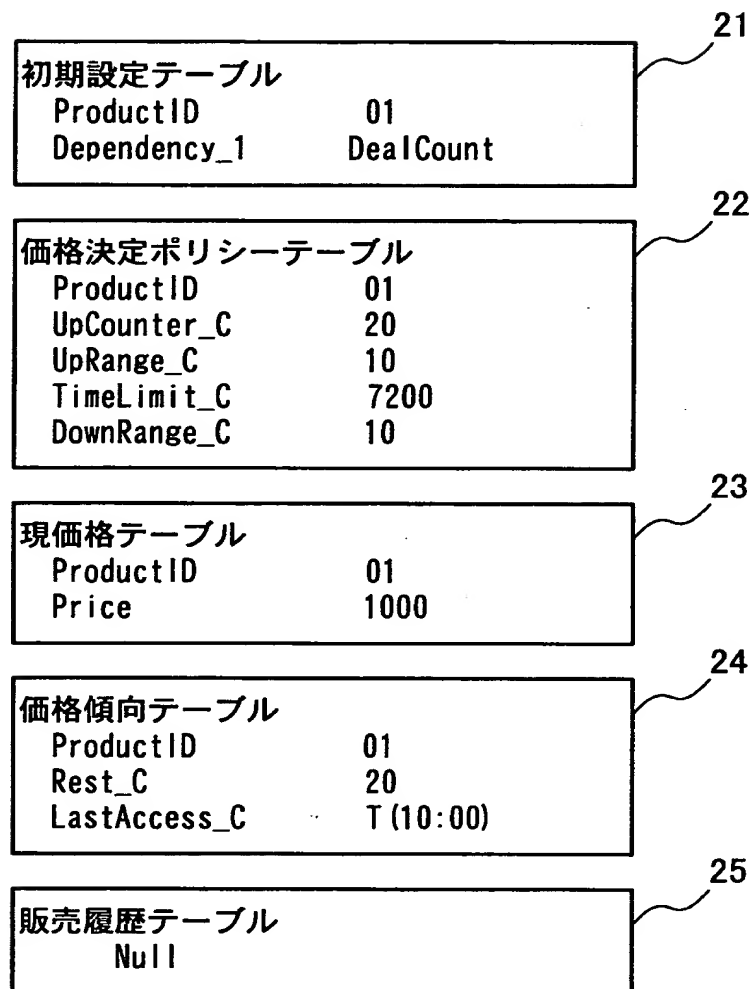 21
初期設定テーブル
ProductID 01
Dependency_1 DealCount
22
価格決定ポリシーテーブル
ProductID 01
UpCounter_C 20
UpRange_C 10
TimeLimit_C 7200
DownRange_C 10
23
現価格テーブル
ProductID 01
Price 1000
24
価格傾向テーブル
ProductID 01
Rest_C 20
LastAccess_C T(10:00)
25
販売履歴テーブル
Null